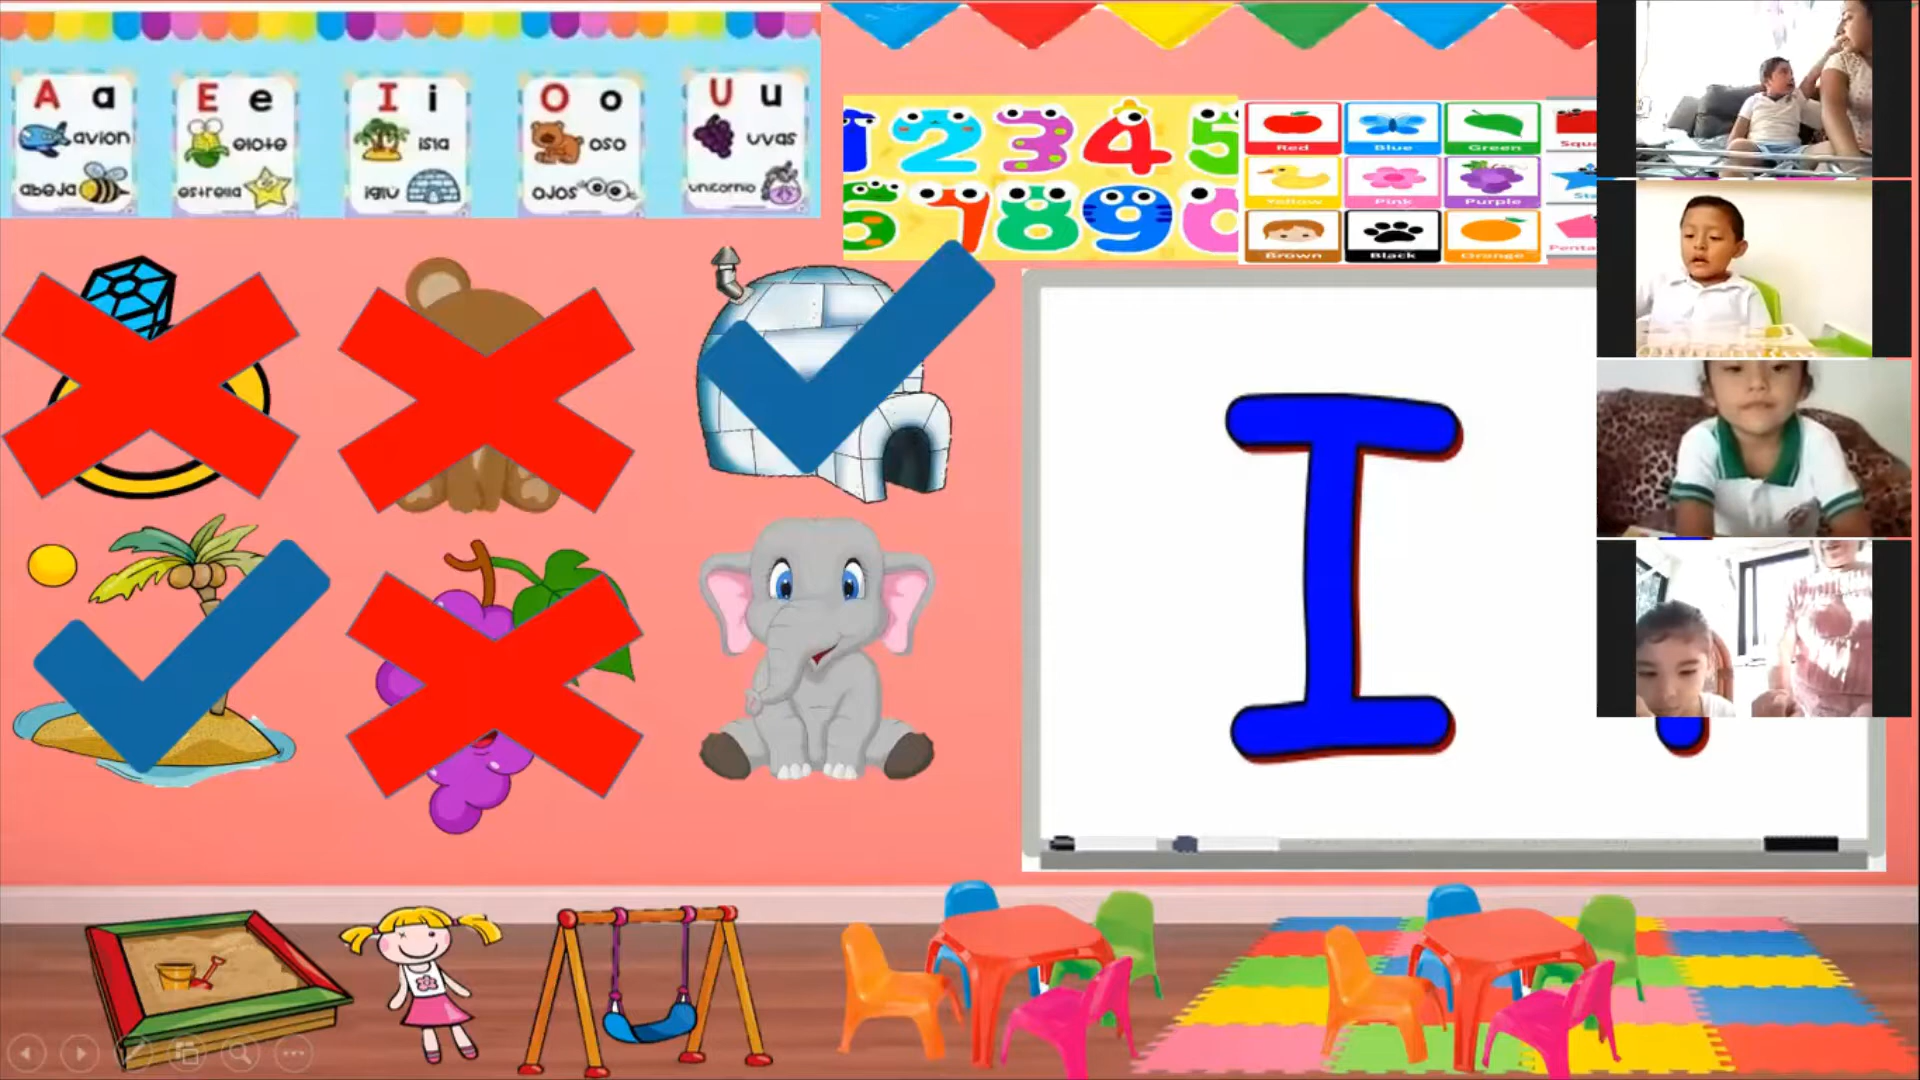 A a
avion
abeja
E e
elote
estrella
I i
isla
iglu
O o
oso
ojos
U u
uvas
unicornio
1 2 3 4 5
6 7 8 9 0
Red Blue Green
Yellow Pink Purple
Brown Black Orange
I